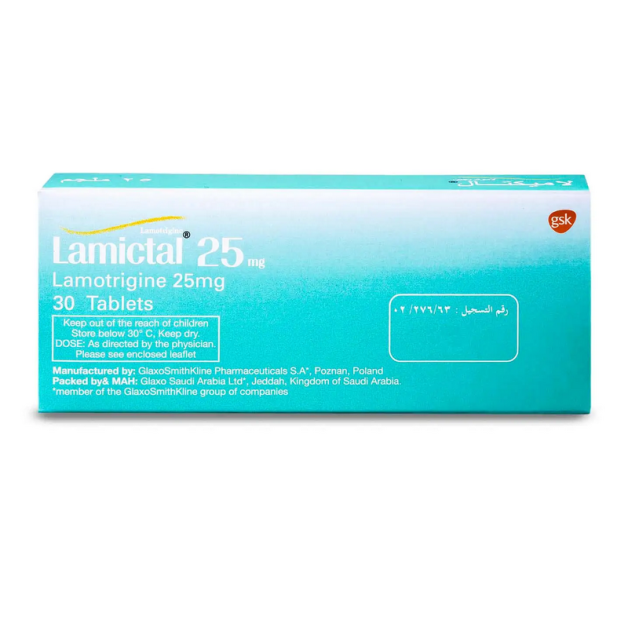 ٢٥ ملجم
لاميكتال
Lamotrigine
Lamictal® 25 mg
gsk
Lamotrigine 25mg
30 Tablets
Keep out of the reach of children
Store below 30° C, Keep dry.
DOSE: As directed by the physician.
Please see enclosed leaflet
رقم التسجيل : ٠٢/٢٧٦/٦٣
Manufactured by: GlaxoSmithKline Pharmaceuticals S.A*, Poznan, Poland
Packed by& MAH: Glaxo Saudi Arabia Ltd*, Jeddah, Kingdom of Saudi Arabia.
*member of the GlaxoSmithKline group of companies